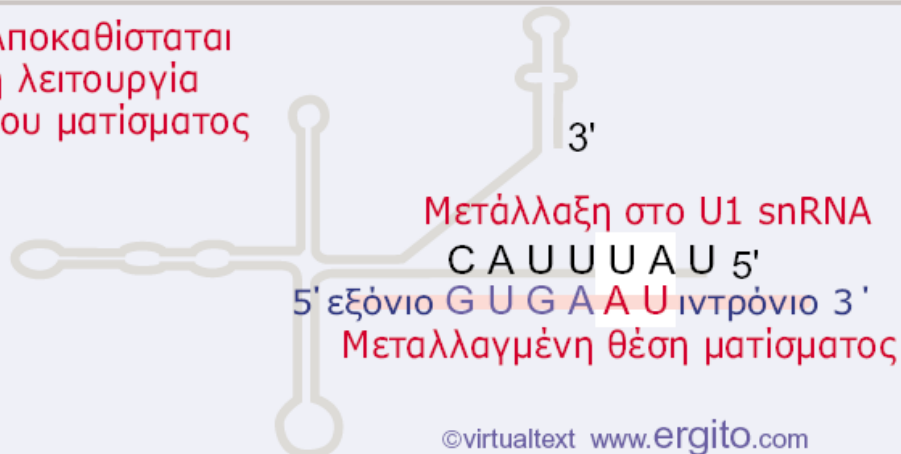 Αποκαθίσταται
η λειτουργία
του ματίσματος
3'
Μετάλλαξη στο U1 snRNA
C A U U U A U 5'
5' εξόνιο G U G A A U ιντρόνιο 3 '
Μεταλλαγμένη θέση ματίσματος
©virtualtext www.ergito.com